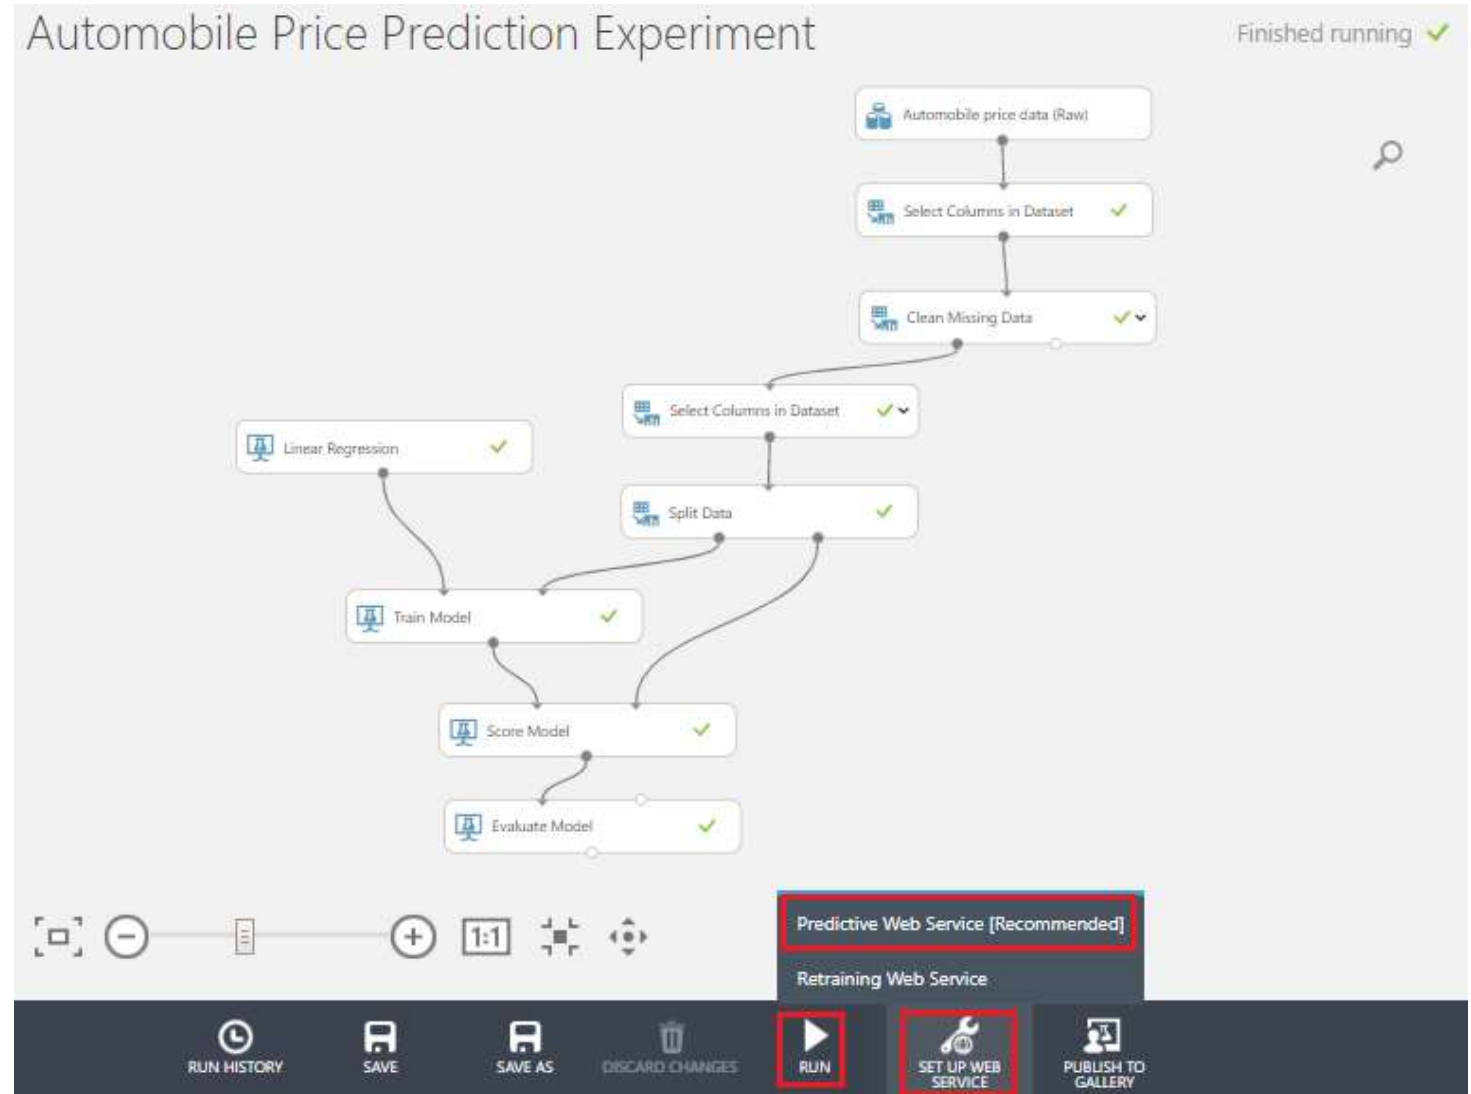 Automobile Price Prediction Experiment
Finished running
Automobile price data (Raw)
Select Columns in Dataset
Clean Missing Data
Select Columns in Dataset
Linear Regression
Split Data
Train Model
Score Model
Evaluate Model
1:1
Predictive Web Service [Recommended]
Retraining Web Service
RUN HISTORY
SAVE
SAVE AS
DISCARD CHANGES
RUN
SET UP WEB
SERVICE
PUBLISH TO
GALLERY